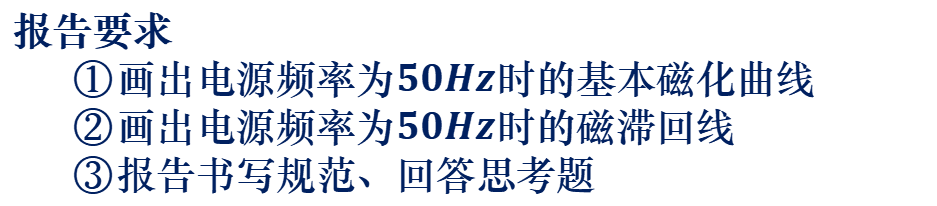 报告要求
①画出电源频率为50Hz时的基本磁化曲线
②画出电源频率为50Hz时的磁滞回线
③报告书写规范、回答思考题